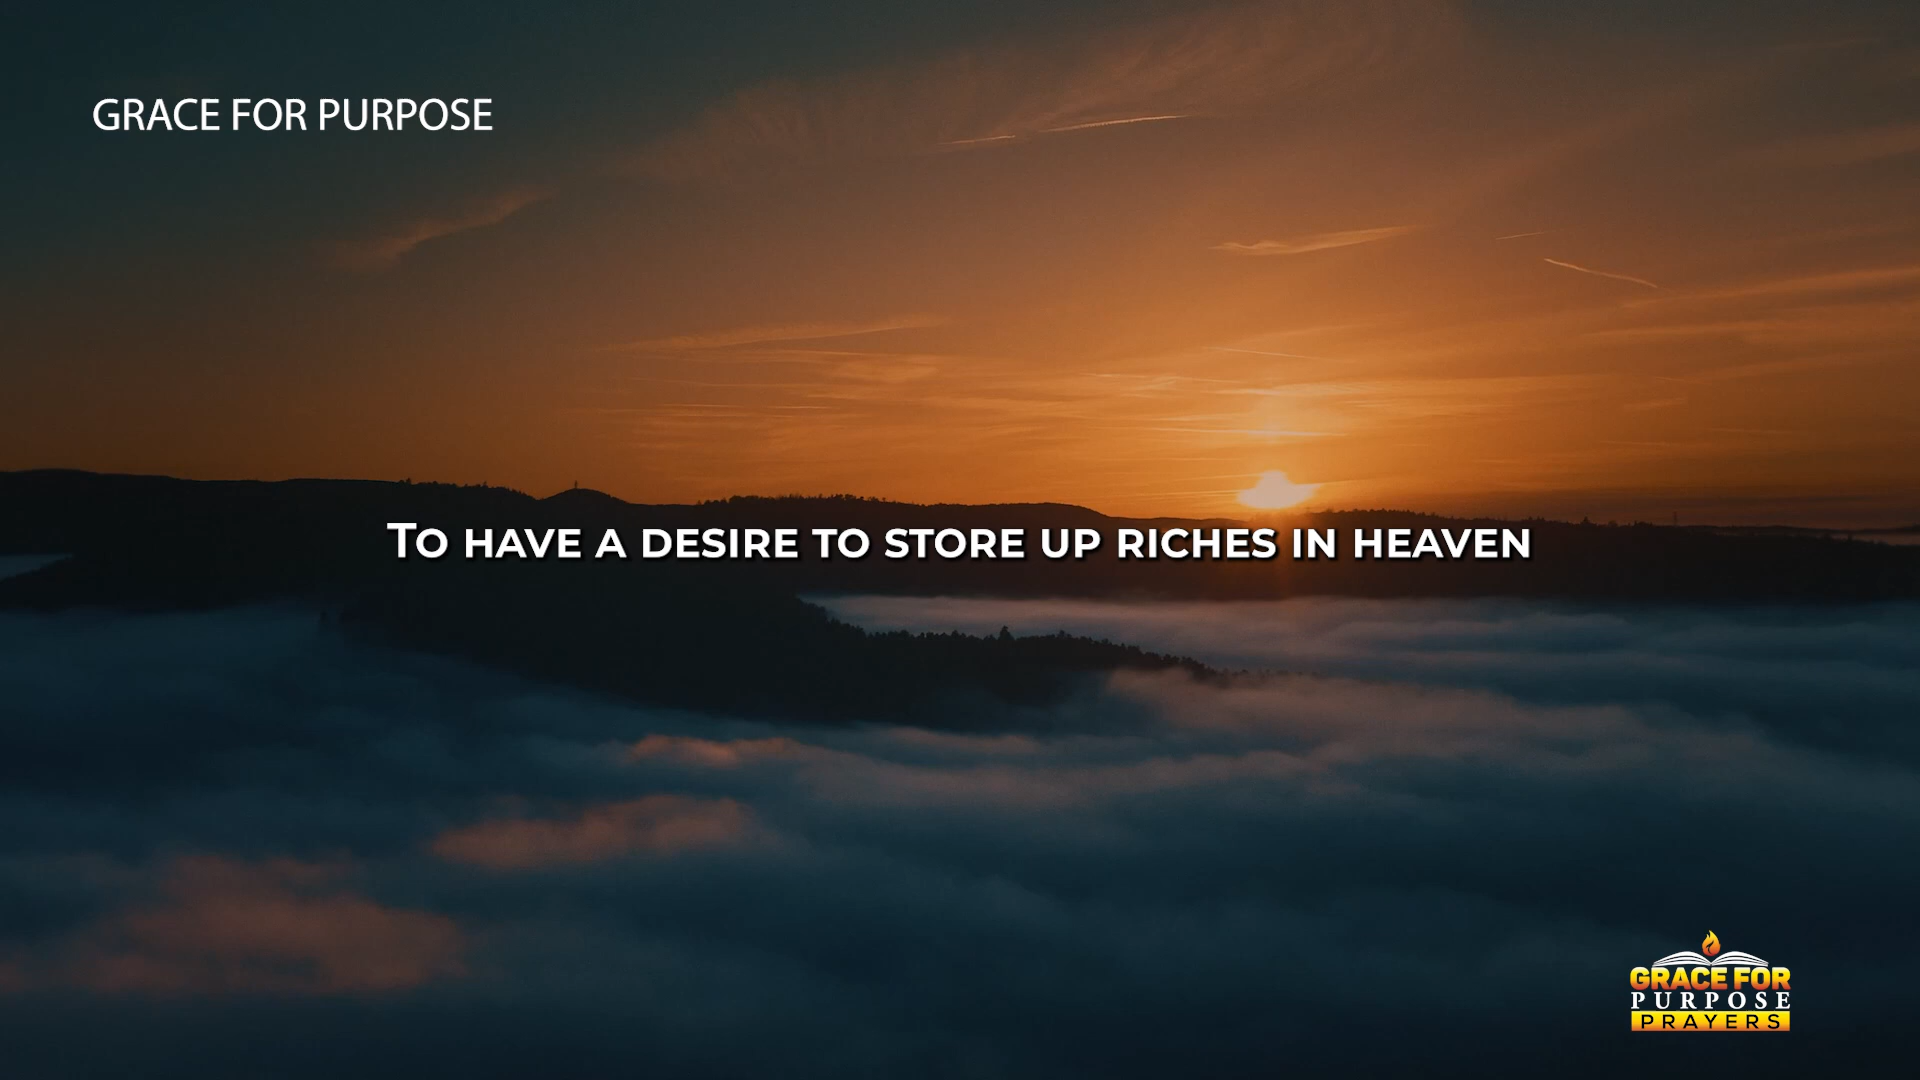 GRACE FOR PURPOSE
To have a desire to store up riches in heaven
GRACE FOR
PURPOSE
PRAYERS